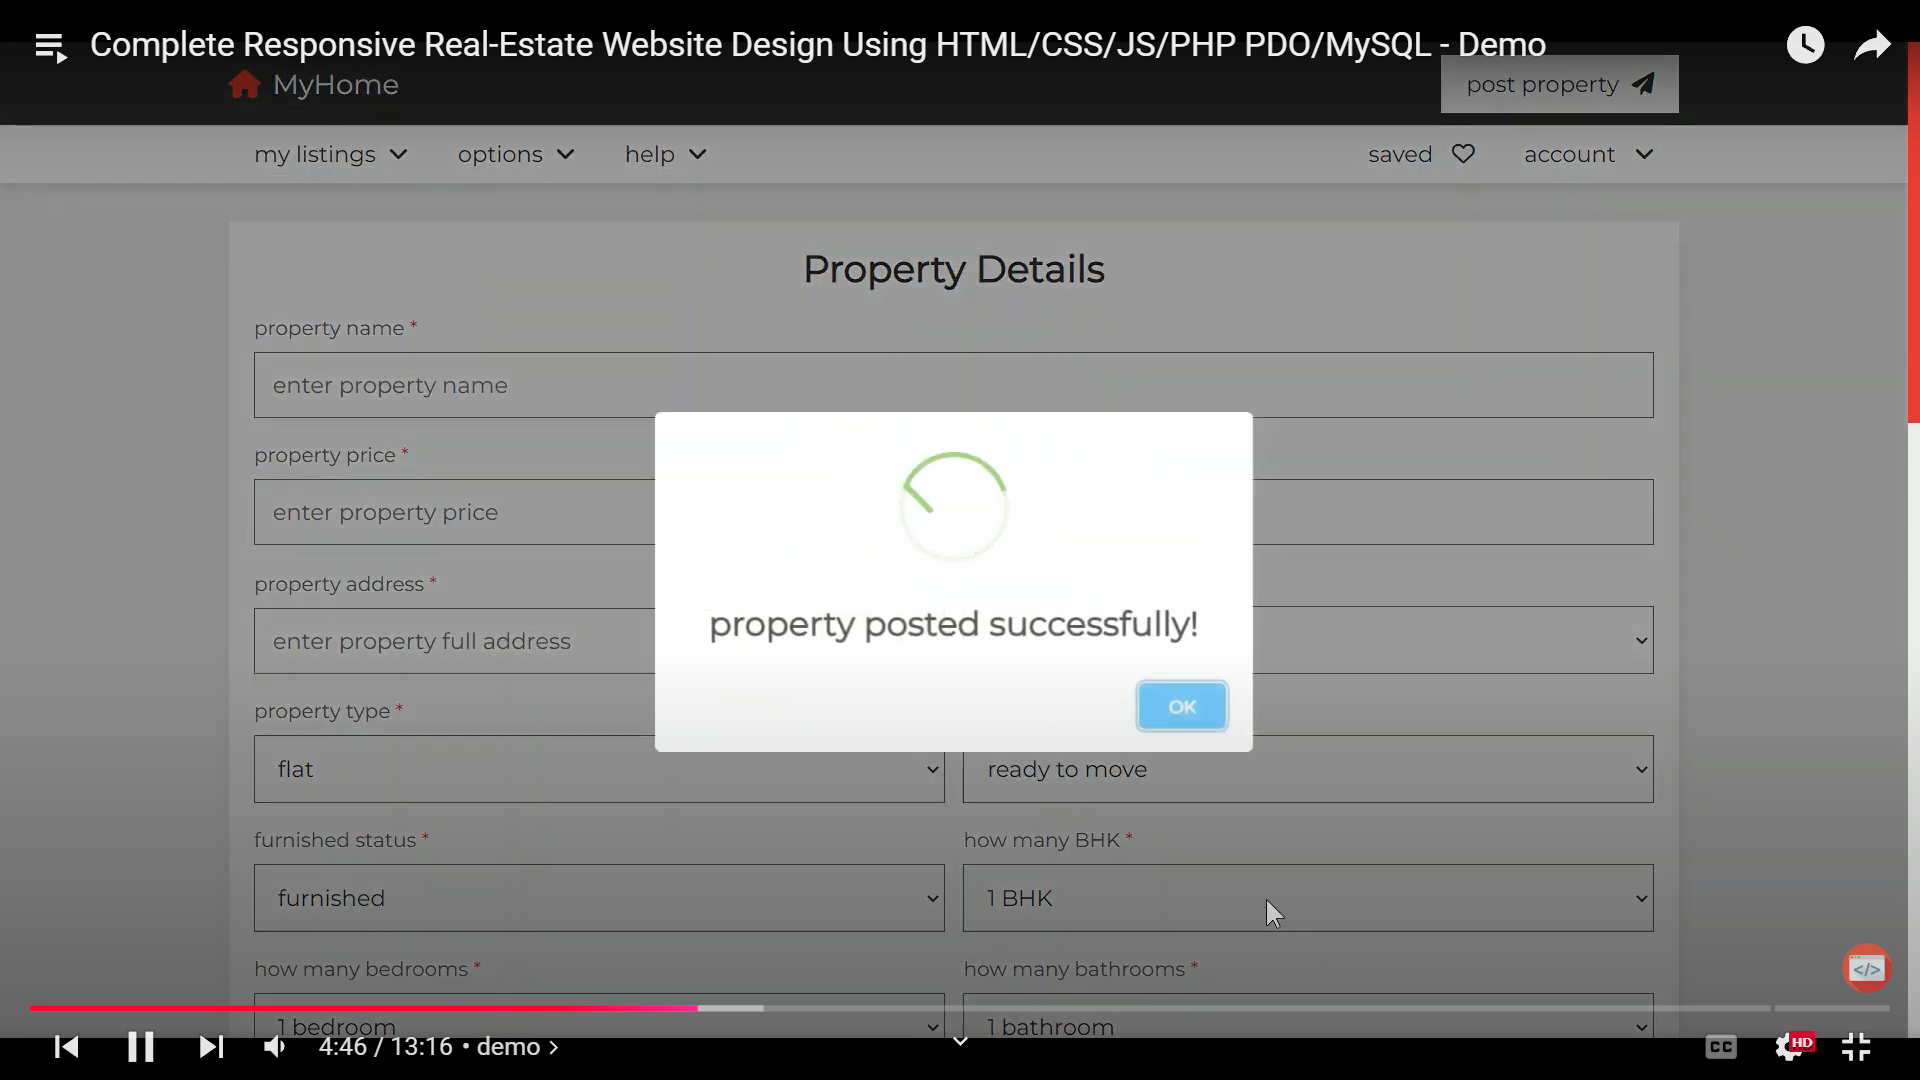 Complete Responsive Real-Estate Website Design Using HTML/CSS/JS/PHP PDO/MySQL - Demo
MyHome
post property
my listings
options
help
saved
account
Property Details
property name *
enter property name
property price *
enter property price
property address *
enter property full address
property posted successfully!
OK
property type *
flat
ready to move
furnished status *
how many BHK *
furnished
1 BHK
how many bedrooms *
how many bathrooms *
</>
1 bedroom
1 bathroom
4:46 / 13:16 • demo >
CC
HD